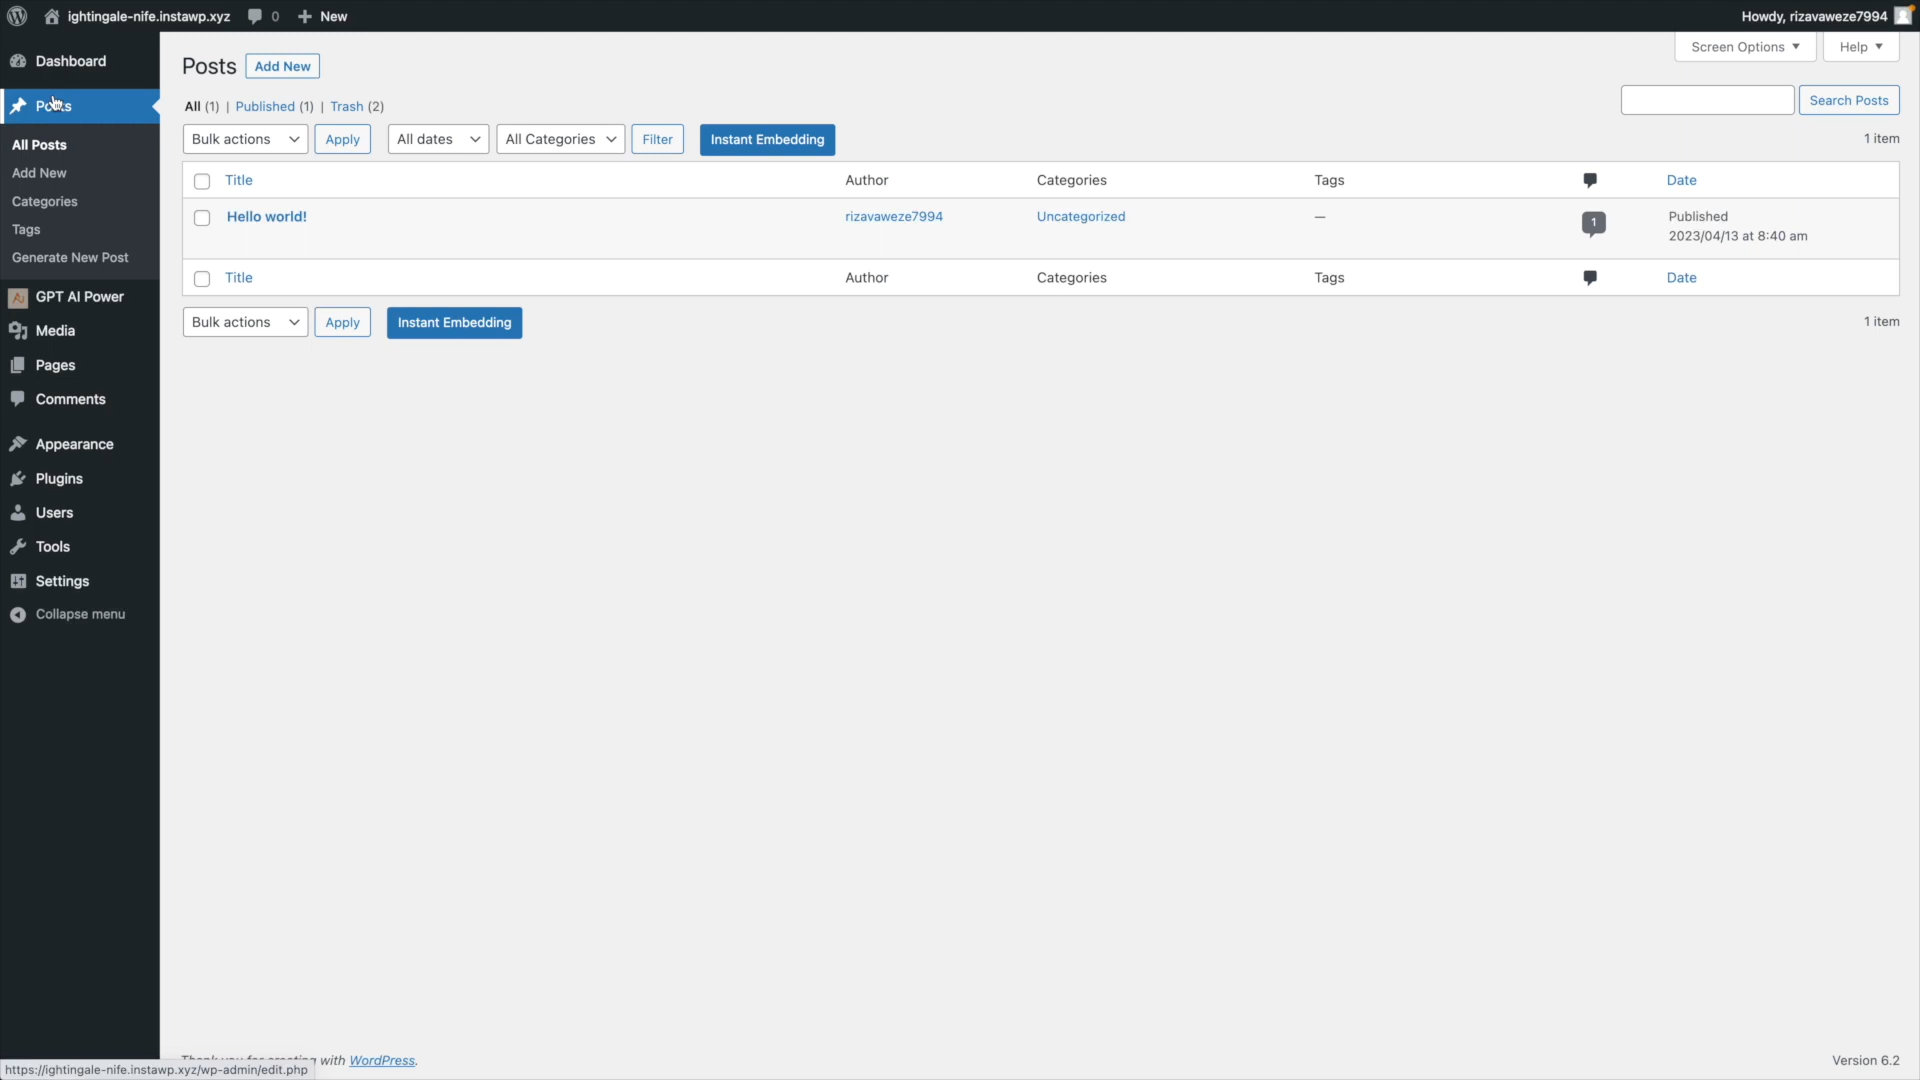 ightingale-nife.instawp.xyz 0 New Howdy, rizavaweze7994
Screen Options Help
Dashboard
Posts
All Posts
Add New
Categories
Tags
Generate New Post
GPT AI Power
Media
Pages
Comments
Appearance
Plugins
Users
Tools
Settings
Collapse menu
Posts Add New
All (1) | Published (1) | Trash (2)
Search Posts
Bulk actions Apply All dates All Categories Filter Instant Embedding 1 item
Title Author Categories Tags Date
Hello world! rizavaweze7994 Uncategorized — 1 Published
2023/04/13 at 8:40 am
Title Author Categories Tags Date
Bulk actions Apply Instant Embedding 1 item
Thank you for creating with WordPress. Version 6.2
https://ightingale-nife.instawp.xyz/wp-admin/edit.php